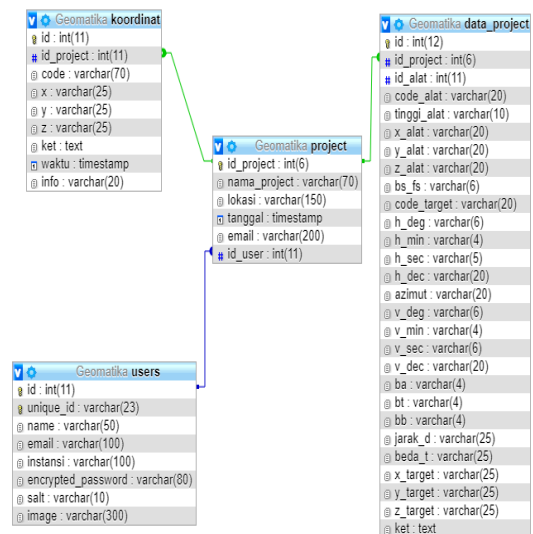 Geomatika koordinat
id : int(11)
id_project : int(11)
code : varchar(70)
x : varchar(25)
y : varchar(25)
z : varchar(25)
ket : text
waktu : timestamp
info : varchar(20)
Geomatika project
id_project : int(6)
nama_project : varchar(70)
lokasi : varchar(150)
tanggal : timestamp
email : varchar(200)
id_user : int(11)
Geomatika data_project
id : int(12)
id_project : int(6)
id_alat : int(11)
code_alat : varchar(20)
tinggi_alat : varchar(10)
x_alat : varchar(20)
y_alat : varchar(20)
z_alat : varchar(20)
bs_fs : varchar(6)
code_target : varchar(20)
h_deg : varchar(6)
h_min : varchar(4)
h_sec : varchar(5)
h_dec : varchar(20)
azimut : varchar(20)
v_deg : varchar(6)
v_min : varchar(4)
v_sec : varchar(6)
v_dec : varchar(20)
ba : varchar(4)
bt : varchar(4)
bb : varchar(4)
jarak_d : varchar(25)
beda_t : varchar(25)
x_target : varchar(25)
y_target : varchar(25)
z_target : varchar(25)
ket : text
Geomatika users
id : int(11)
unique_id : varchar(23)
name : varchar(50)
email : varchar(100)
instansi : varchar(100)
encrypted_password : varchar(80)
salt : varchar(10)
image : varchar(300)